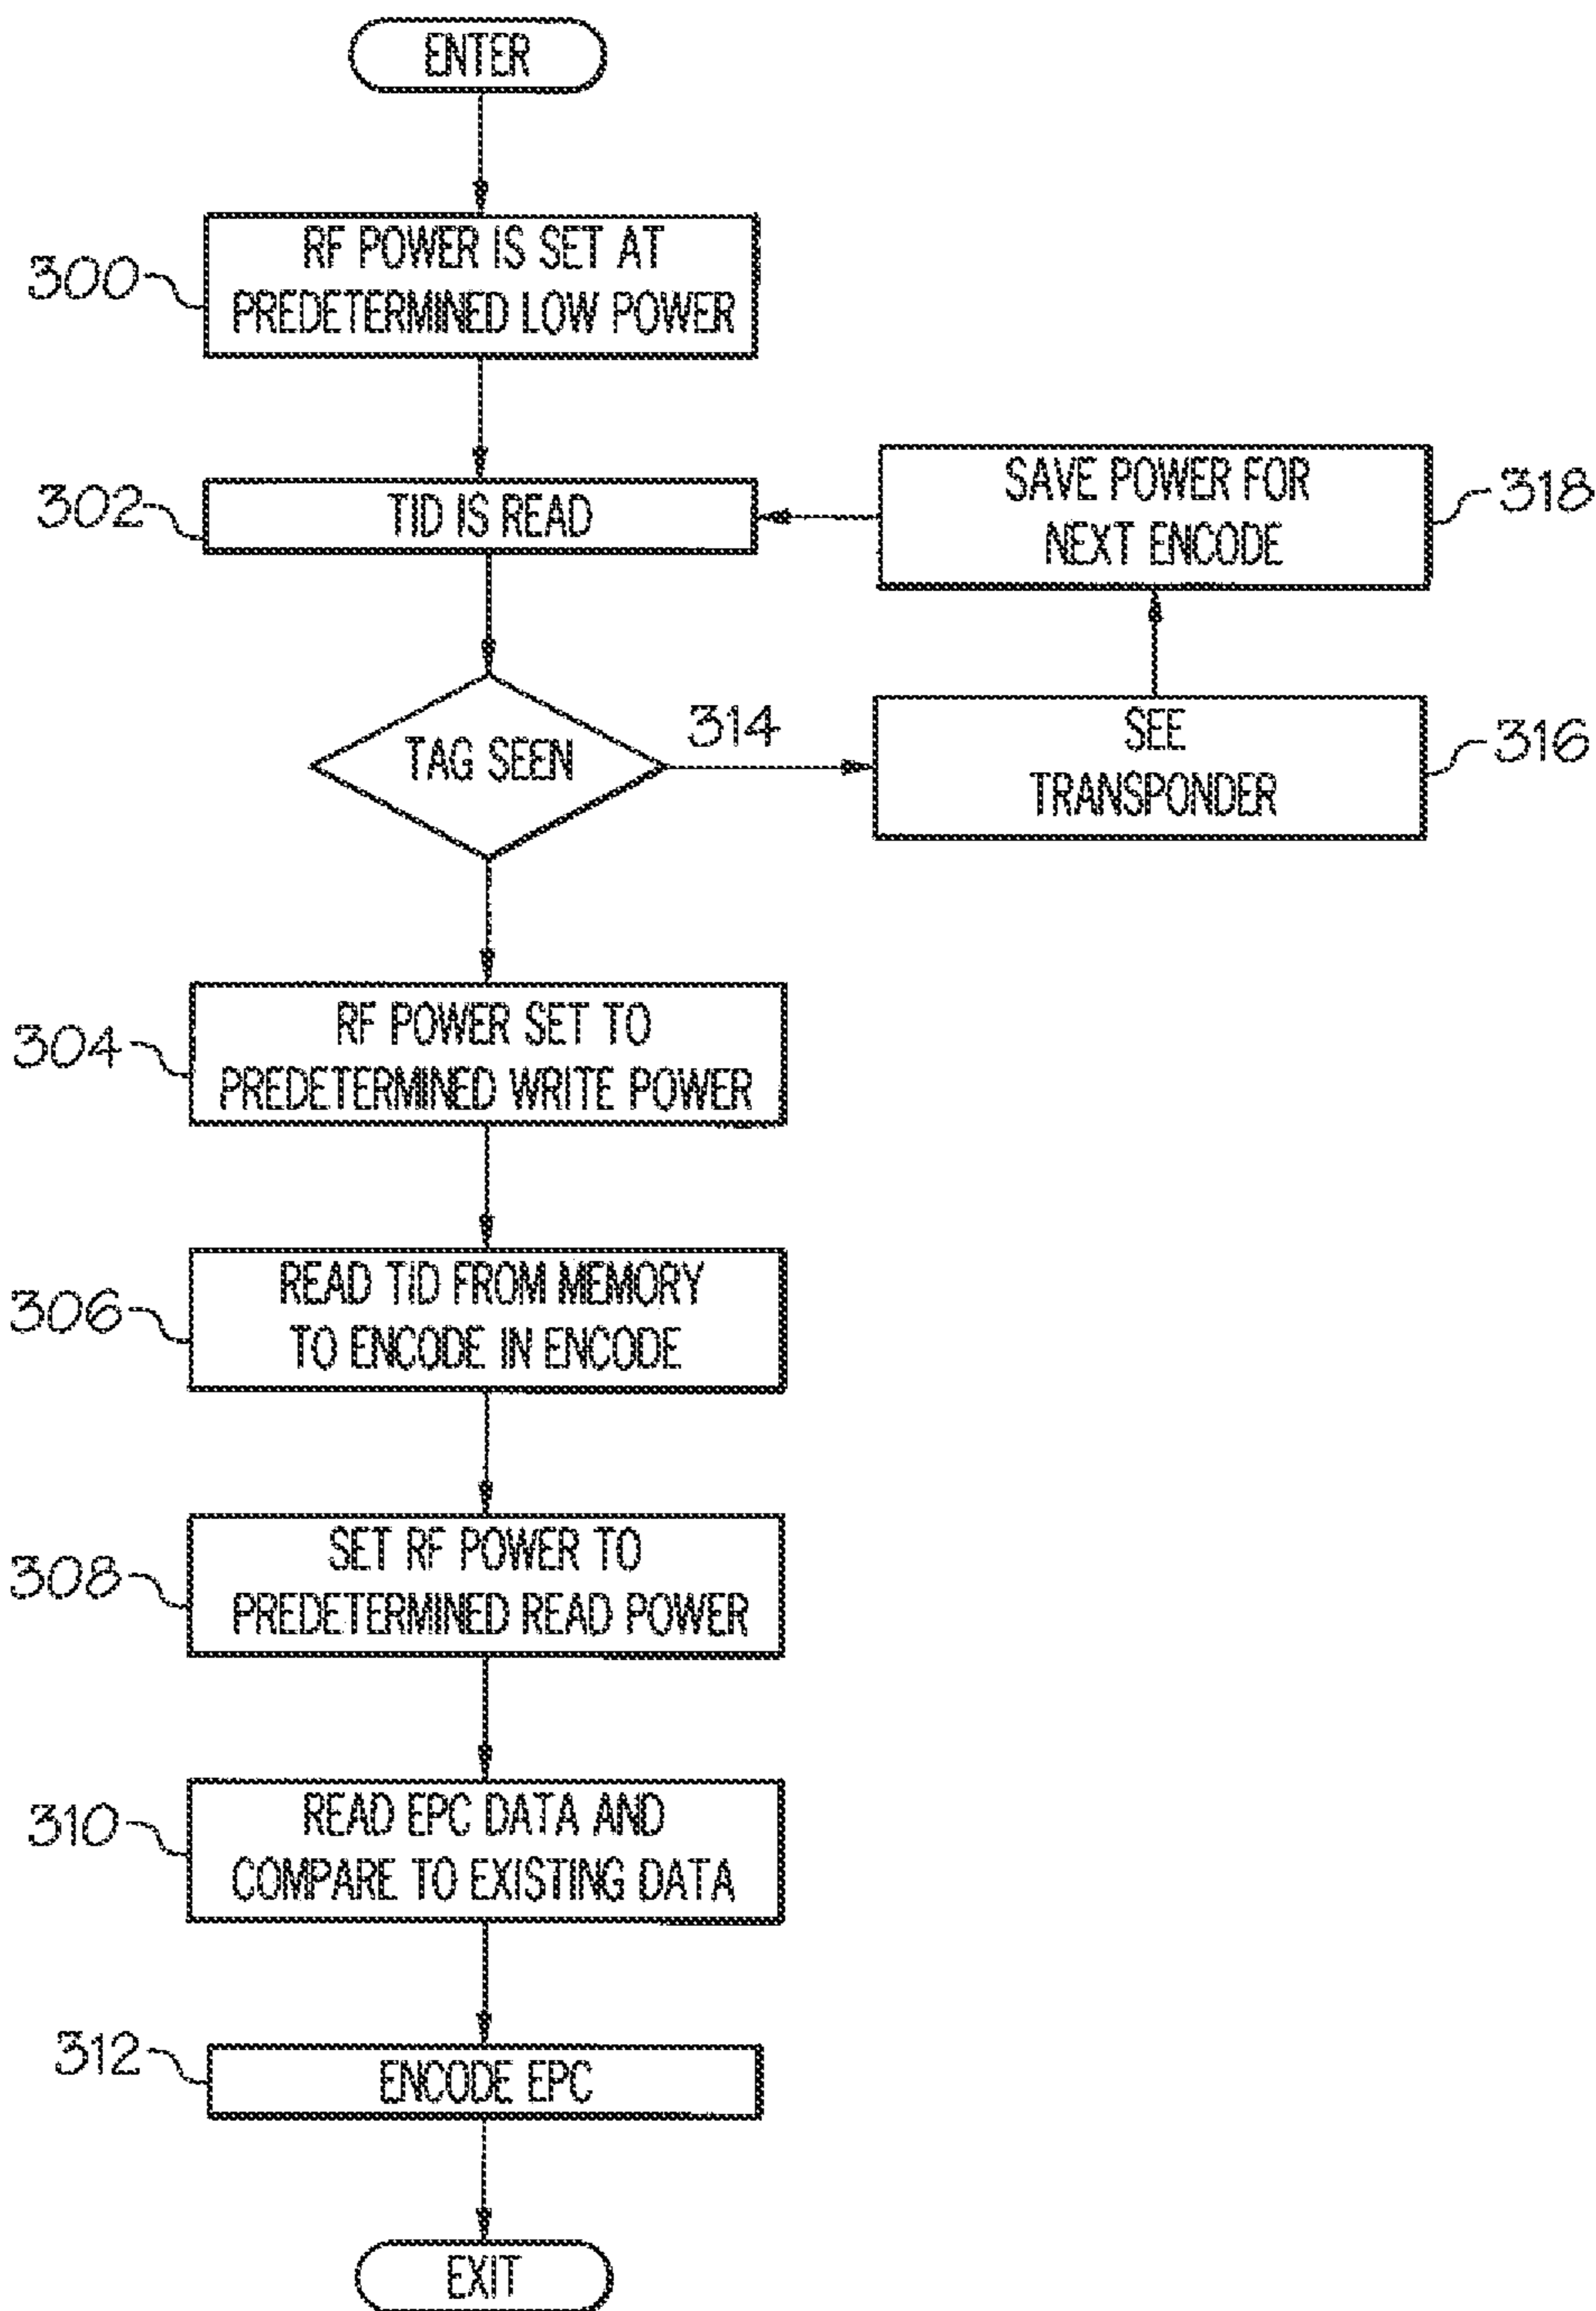 ENTER
300
RF POWER IS SET AT
PREDETERMINED LOW POWER
302
TID IS READ
SAVE POWER FOR
NEXT ENCODE
318
TAG SEEN
314
SEE
TRANSPONDER
316
304
RF POWER SET TO
PREDETERMINED WRITE POWER
306
READ TID FROM MEMORY
TO ENCODE IN ENCODE
308
SET RF POWER TO
PREDETERMINED READ POWER
310
READ EPC DATA AND
COMPARE TO EXISTING DATA
312
ENCODE EPC
EXIT